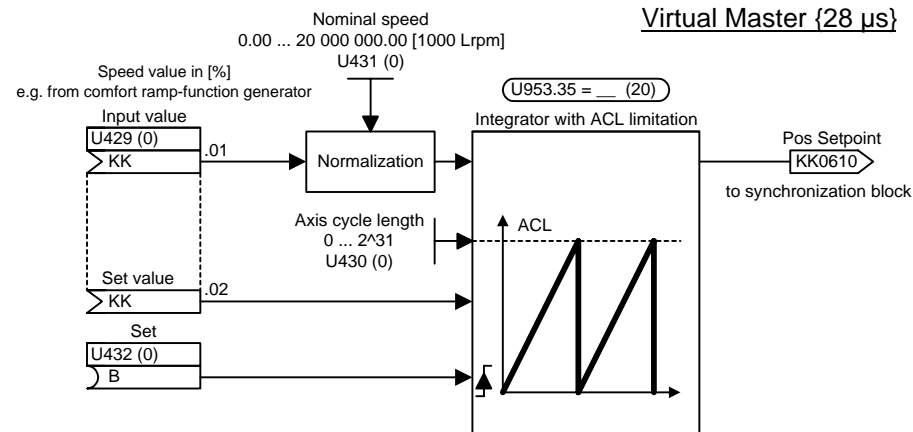 Virtual Master {28 µs}
Nominal speed
0.00 ... 20 000 000.00 [1000 Lrpm]
U431 (0)
Speed value in [%]
e.g. from comfort ramp-function generator
Input value
U429 (0)
KK
.01
Normalization
U953.35 = __ (20)
Integrator with ACL limitation
Pos Setpoint
KK0610
to synchronization block
Axis cycle length
0 ... 2^31
U430 (0)
ACL
Set value
KK
.02
Set
U432 (0)
B